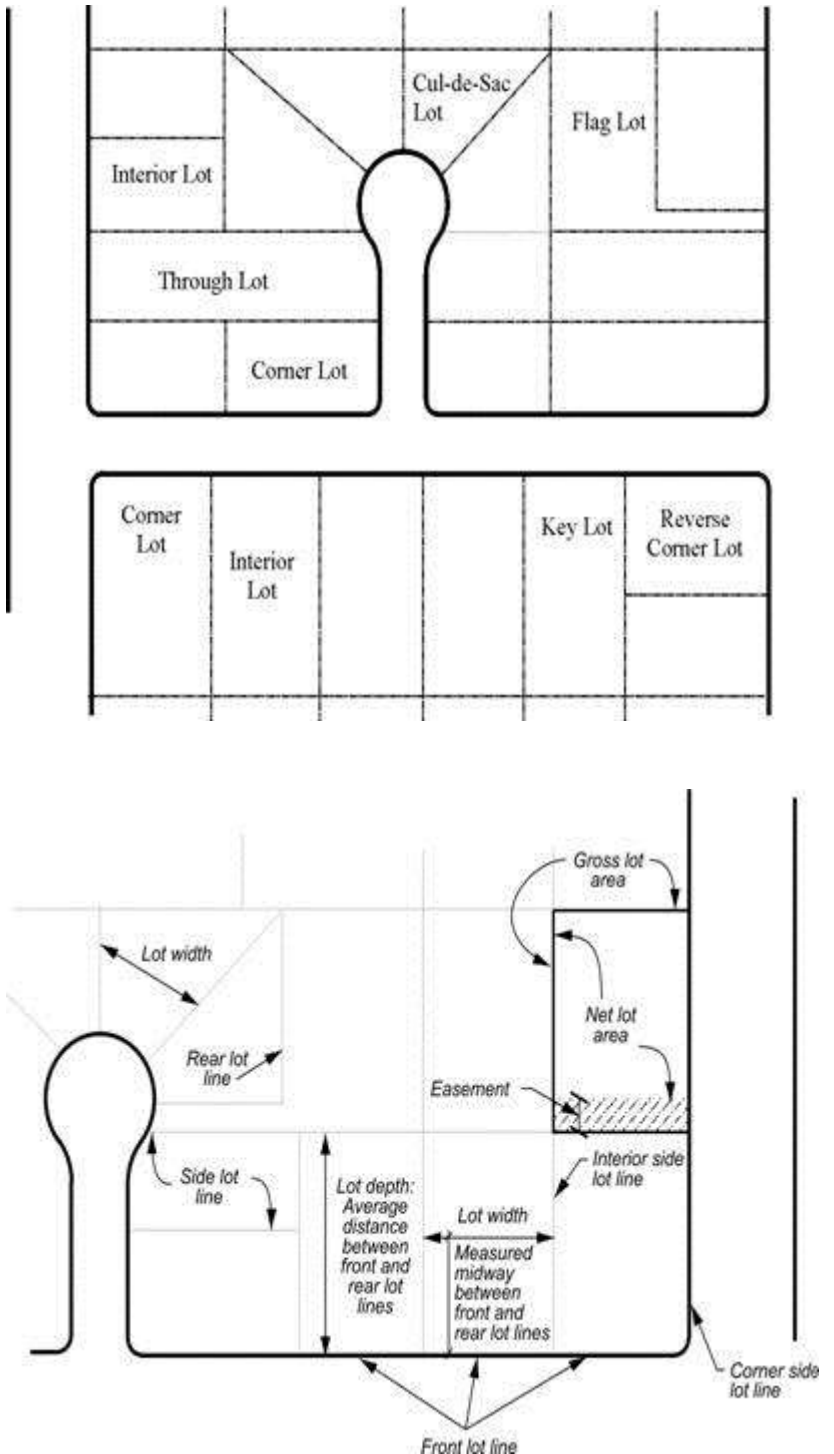 Cul-de-Sac
Lot
Flag Lot
Interior Lot
Through Lot
Corner Lot
Corner
Lot
Interior
Lot
Key Lot
Reverse
Corner Lot
Gross lot
area
Lot width
Net lot
area
Rear lot
line
Easement
Side lot
line
Lot depth:
Average
distance
between
front and
rear lot
lines
Lot width
Measured
midway
between
front and
rear lot lines
Interior side
lot line
Corner side
lot line
Front lot line